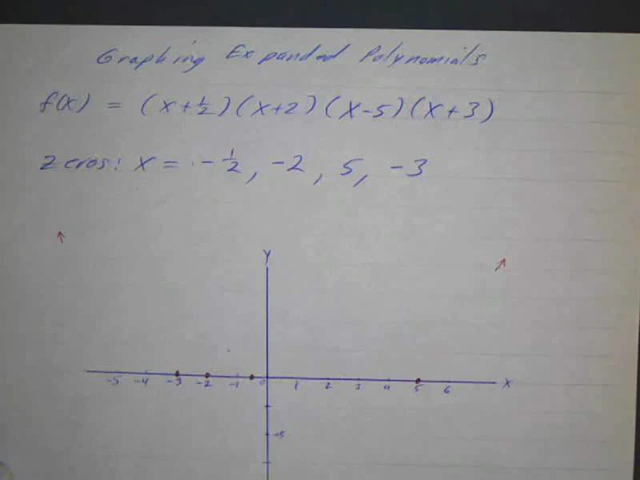 Graphing Expanded Polynomials
f(x) = (x+½)(x+2)(x-5)(x+3)
zeros: x = -½, -2, 5, -3
Y
-5 -4 -3 -2 -1 0 1 2 3 4 5 6 X
-5